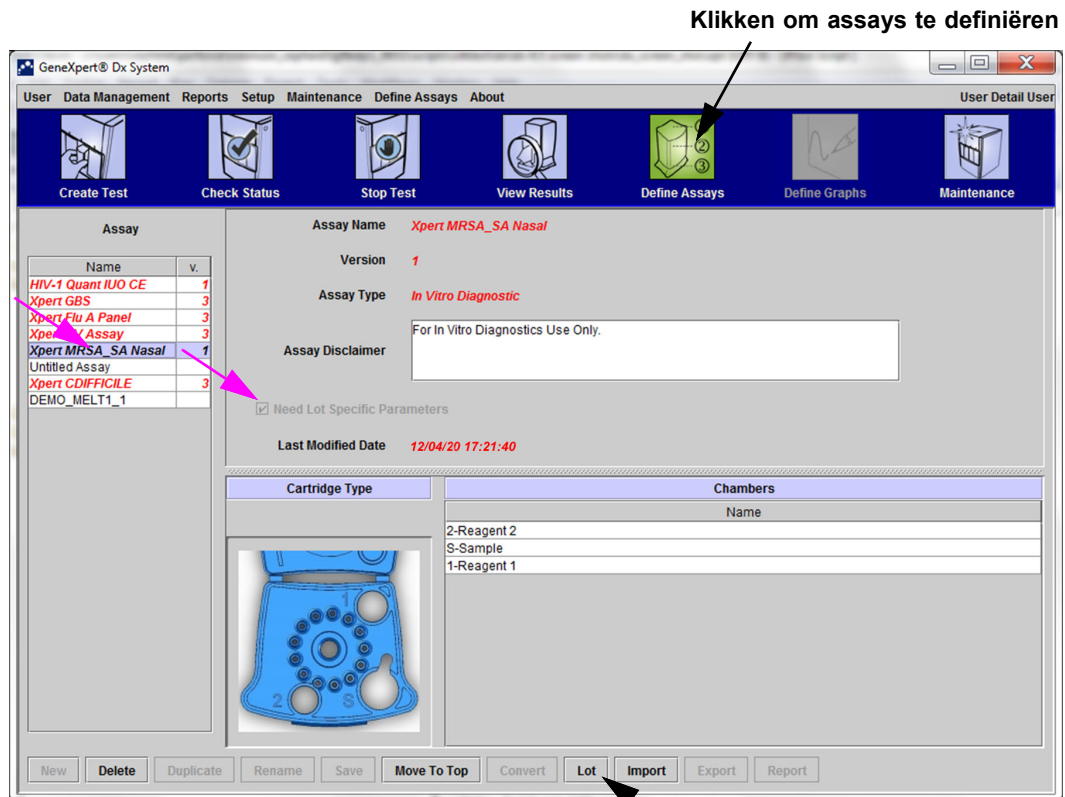 Klikken om assays te definiëren
GeneXpert® Dx System
User Data Management Reports Setup Maintenance Define Assays About User Detail User
Create Test Check Status Stop Test View Results Define Assays Define Graphs Maintenance
Assay
Name v.
HIV-1 Quant IUO CE 1
Xpert GBS 3
Xpert Flu A Panel 3
Assay 3
Xpert MRSA_SA Nasal 1
Untitled Assay
Xpert CDIFFICILE 3
DEMO_MELT1_1
Assay Name Xpert MRSA_SA Nasal
Version 1
Assay Type In Vitro Diagnostic
Assay Disclaimer For In Vitro Diagnostics Use Only.
Need Lot Specific Parameters
Last Modified Date 12/04/20 17:21:40
Cartridge Type
1
2 S
Chambers
Name
2-Reagent 2
S-Sample
1-Reagent 1
New Delete Duplicate Rename Save Move To Top Convert Lot Import Export Report